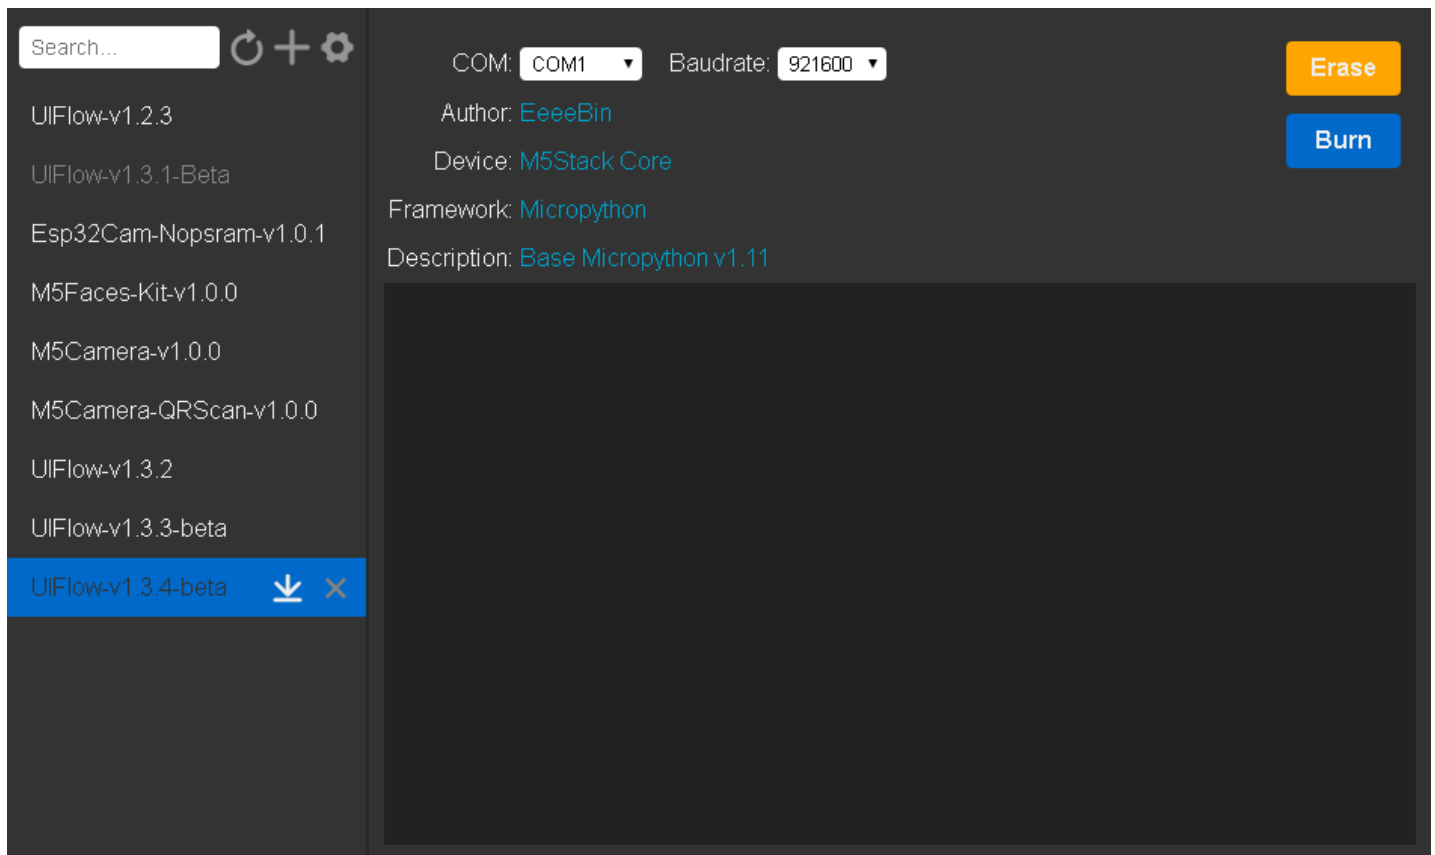 Search...
UIFlow-v1.2.3
UIFlow-v1.3.1-Beta
Esp32Cam-Nopsram-v1.0.1
M5Faces-Kit-v1.0.0
M5Camera-v1.0.0
M5Camera-QRScan-v1.0.0
UIFlow-v1.3.2
UIFlow-v1.3.3-beta
UIFlow-v1.3.4-beta
COM: COM1 Baudrate: 921600
Author: EeeeBin
Device: M5Stack Core
Framework: Micropython
Description: Base Micropython v1.11
Erase
Burn